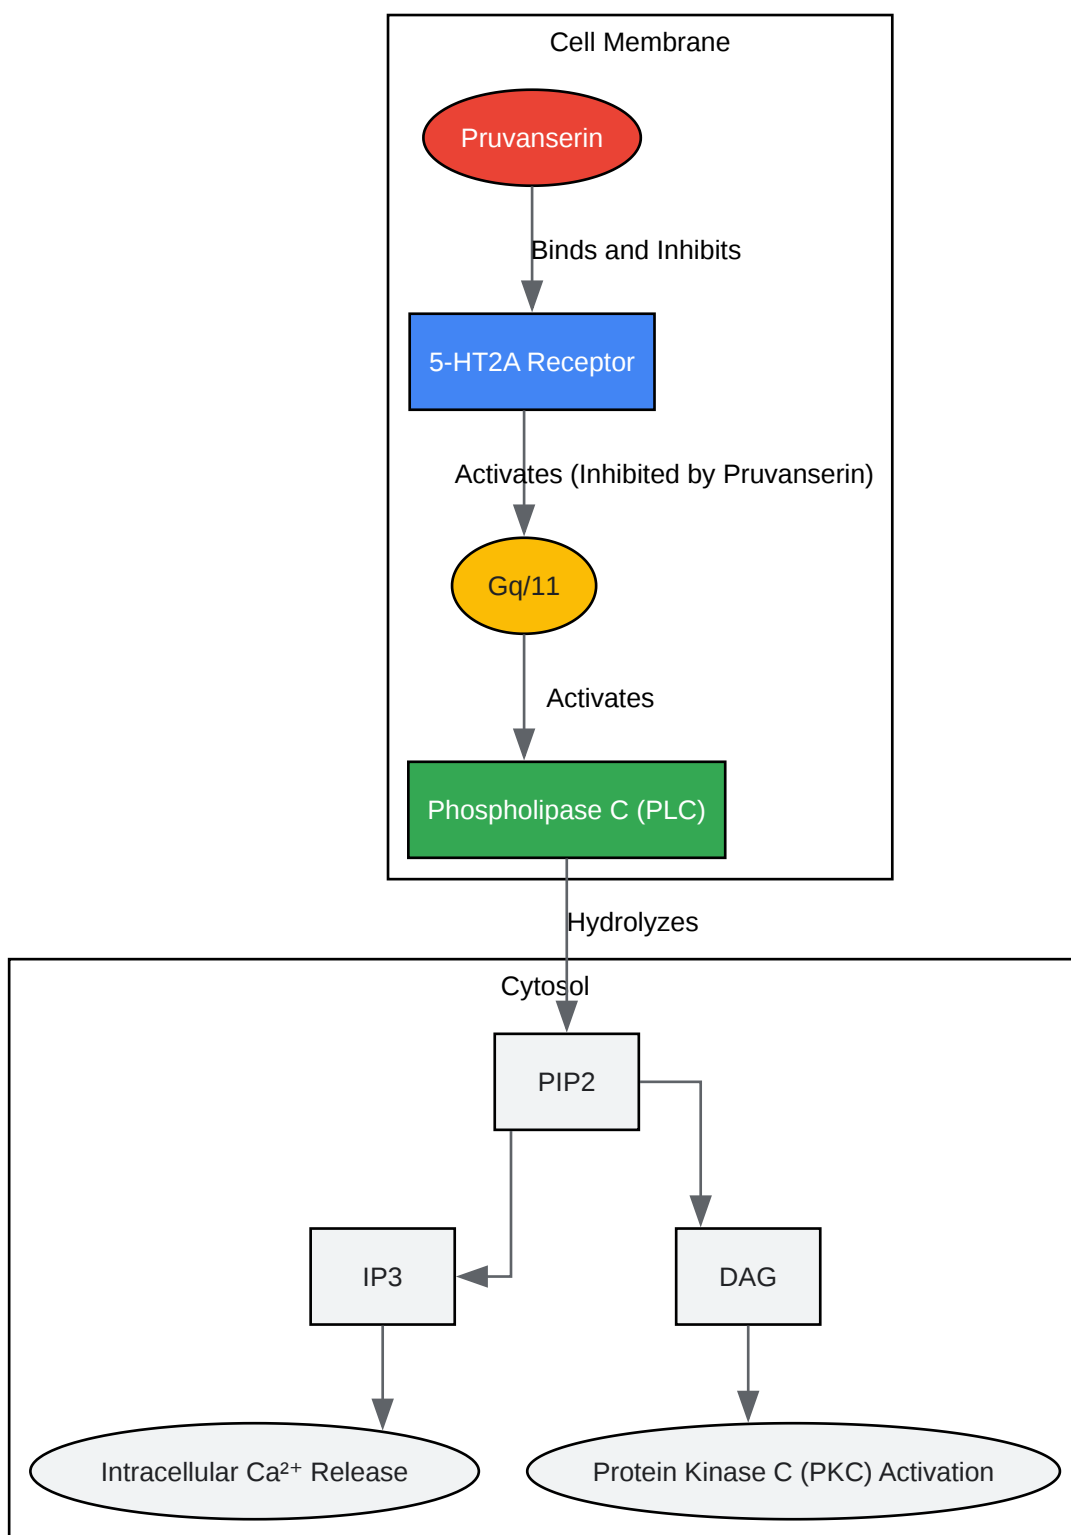 Cell Membrane
Pruvanserin
Binds and Inhibits
5-HT2A Receptor
Activates (Inhibited by Pruvanserin)
Gq/11
Activates
Phospholipase C (PLC)
Hydrolyzes
Cytosol
PIP2
IP3
DAG
Intracellular Ca²⁺ Release
Protein Kinase C (PKC) Activation